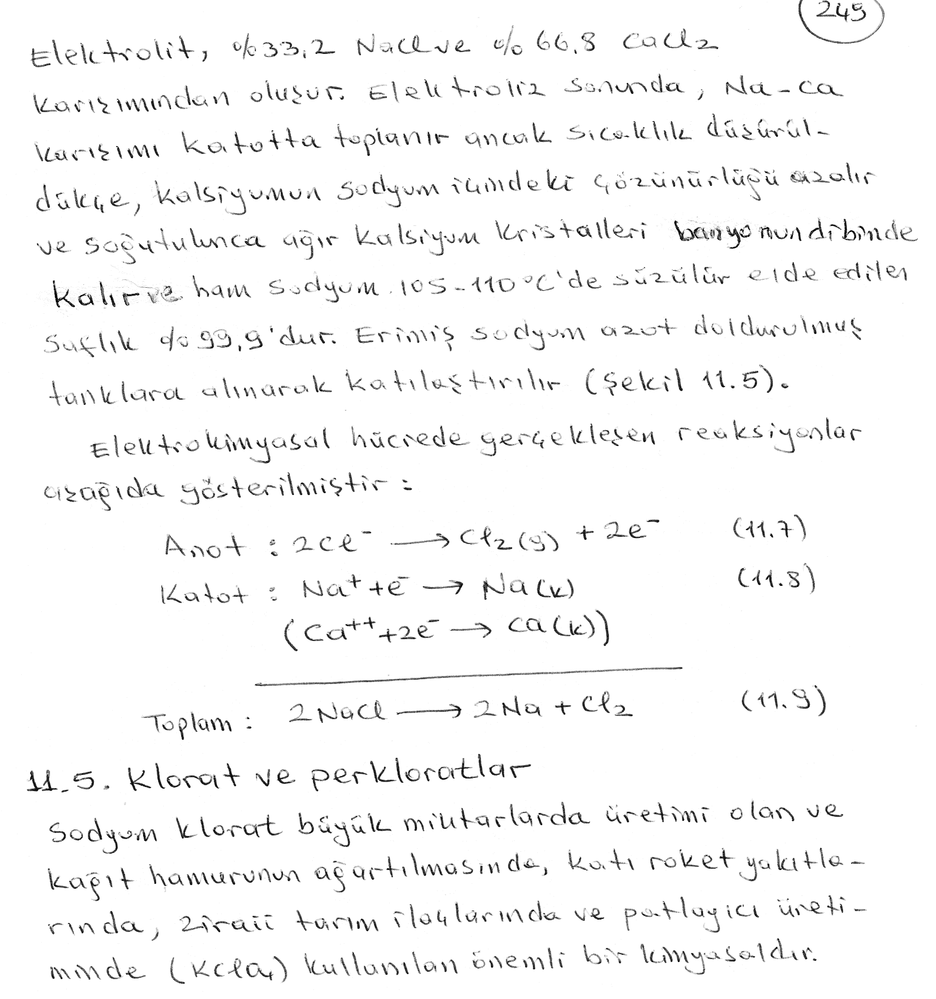 249
Elektrolit, %33,2 NaCl ve % 66,8 CaCl2
karışımından oluşur. Elektroliz sonunda, Na-Ca
karışımı katotta toplanır ancak sıcaklık düşürül-
dükçe, kalsiyumun sodyum içindeki çözünürlüğü azalır
ve soğutulunca ağır kalsiyum kristalleri banyonun dibinde
kalır ve ham sodyum 105-110°C'de süzülür elde edilen
saflık %99,9'dur. Erimiş sodyum azot doldurulmuş
tanklara alınarak katılaştırılır (Şekil 11.5).
Elektrokimyasal hücrede gerçekleşen reaksiyonlar
aşağıda gösterilmiştir:
Anot : 2Cl⁻ → Cl2(g) + 2e⁻ (11.7)
Katot : Na⁺+e⁻ → Na(k) (11.8)
(Ca⁺⁺+2e⁻ → Ca(k))
Toplam : 2NaCl → 2Na + Cl2 (11.9)
11.5. Klorat ve perkloratlar
Sodyum klorat büyük miktarlarda üretimi olan ve
kağıt hamurunun ağartılmasında, katı roket yakıtla-
rında, ziraii tarım ilaçlarında ve patlayıcı üreti-
minde (KClO4) kullanılan önemli bir kimyasaldır.